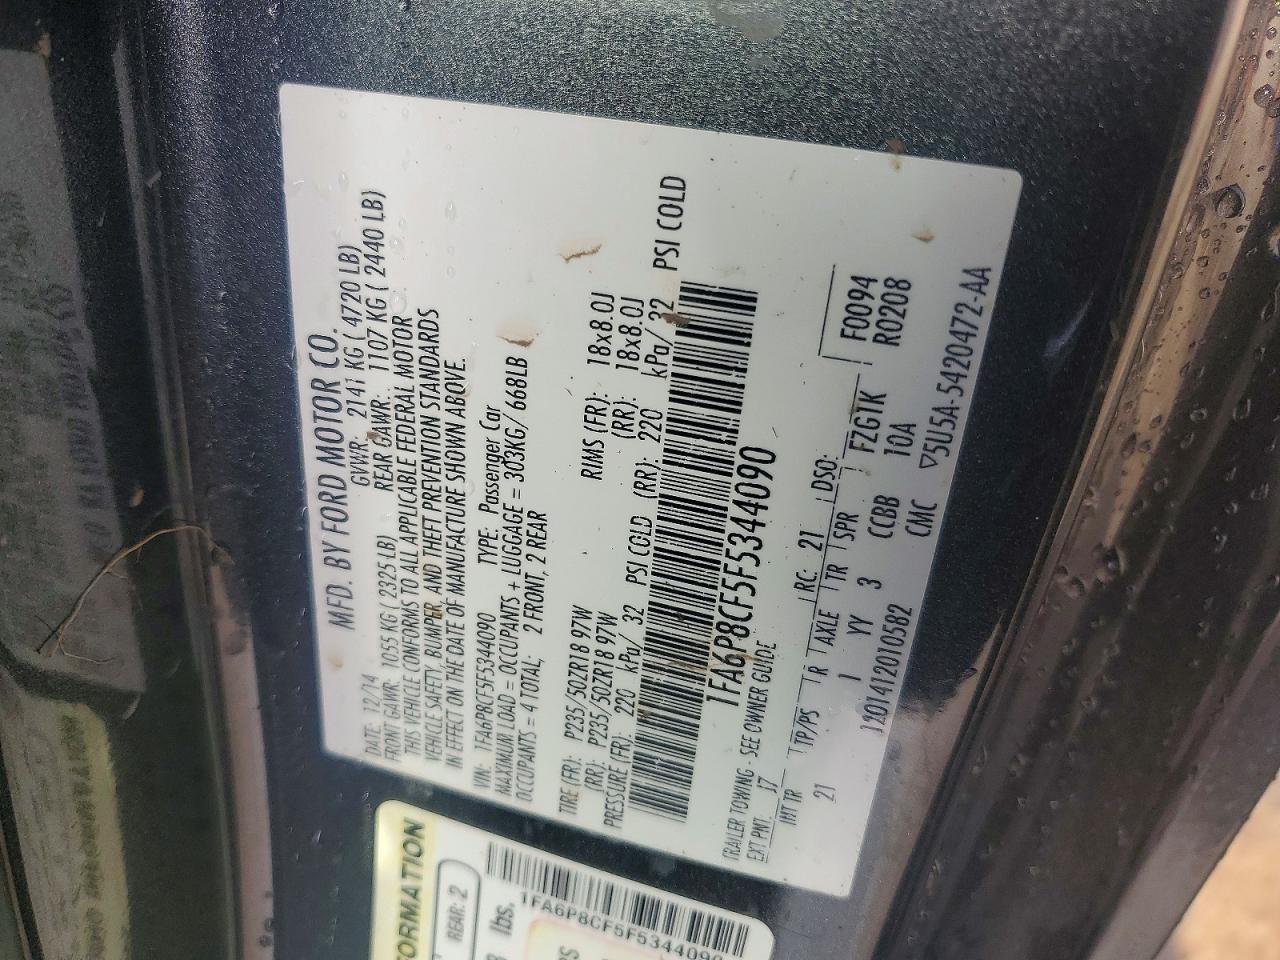 MFD. BY FORD MOTOR CO.
DATE: 12/14 GVWR: 2141 KG ( 4720 LB)
FRONT GAWR: 1055 KG ( 2325 LB) REAR GAWR: 1107 KG ( 2440 LB)
THIS VEHICLE CONFORMS TO ALL APPLICABLE FEDERAL MOTOR
VEHICLE SAFETY, BUMPER, AND THEFT PREVENTION STANDARDS
IN EFFECT ON THE DATE OF MANUFACTURE SHOWN ABOVE.
VIN: 1FA6P8CF5F5344090 TYPE: Passenger Car
MAXIMUM LOAD = OCCUPANTS + LUGGAGE = 303KG/ 668LB
OCCUPANTS = 4 TOTAL; 2 FRONT, 2 REAR
TIRE (FR): P235/50ZR18 97W RIMS (FR): 18x8.0J
(RR): P235/50ZR18 97W (RR): 18x8.0J
PRESSURE (FR): 220 kPa/ 32 PSI COLD (RR): 220 kPa/ 32 PSI COLD
1FA6P8CF5F5344090
TRAILER TOWING - SEE OWNER GUIDE
EXT PNT: J7 RC: 21 DSO: F0094
INT TR TP/PS R AXLE TR SPR FZG1K R0208
21 I YY 3 CCBB 10A
1201412010582 CMC 5U5A-5420472-AA
FORMATION
REAR: 2
lbs.
1FA6P8CF5F5344090